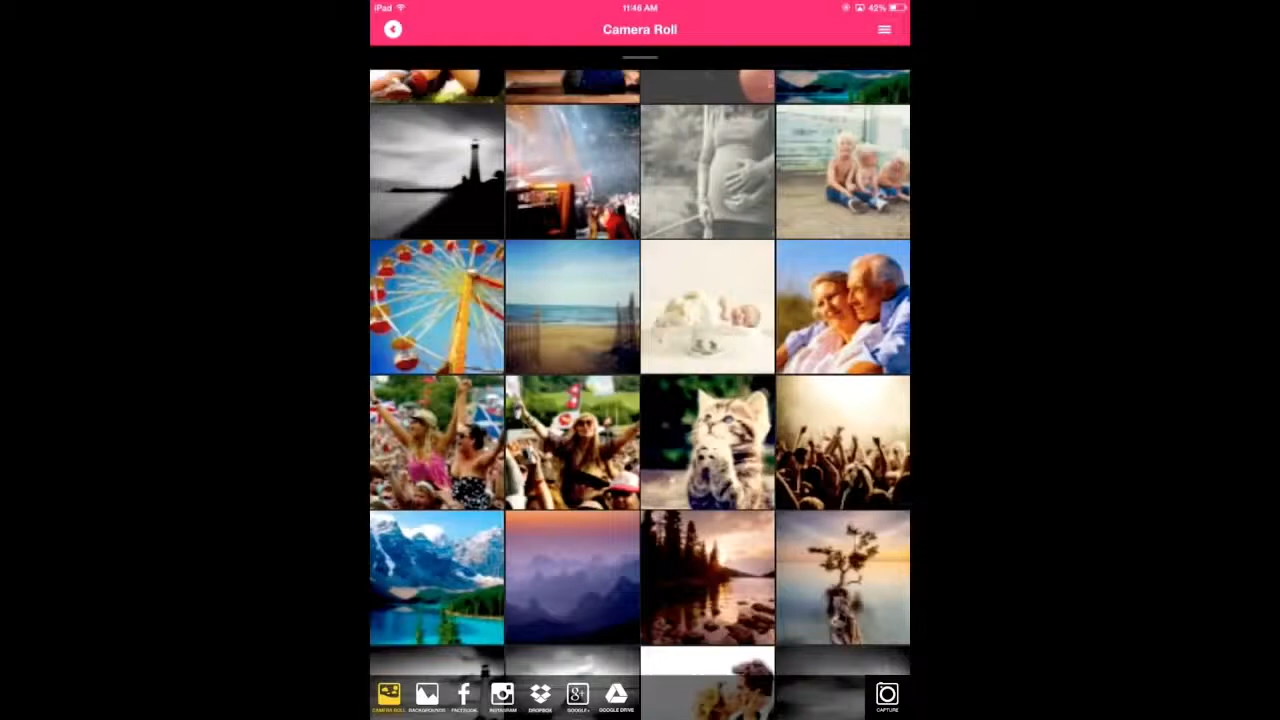 iPad 11:46 AM 42%
Camera Roll
CAMERA ROLL BACKGROUNDS FACEBOOK INSTAGRAM DROPBOX GOOGLE+ GOOGLE DRIVE CAPTURE